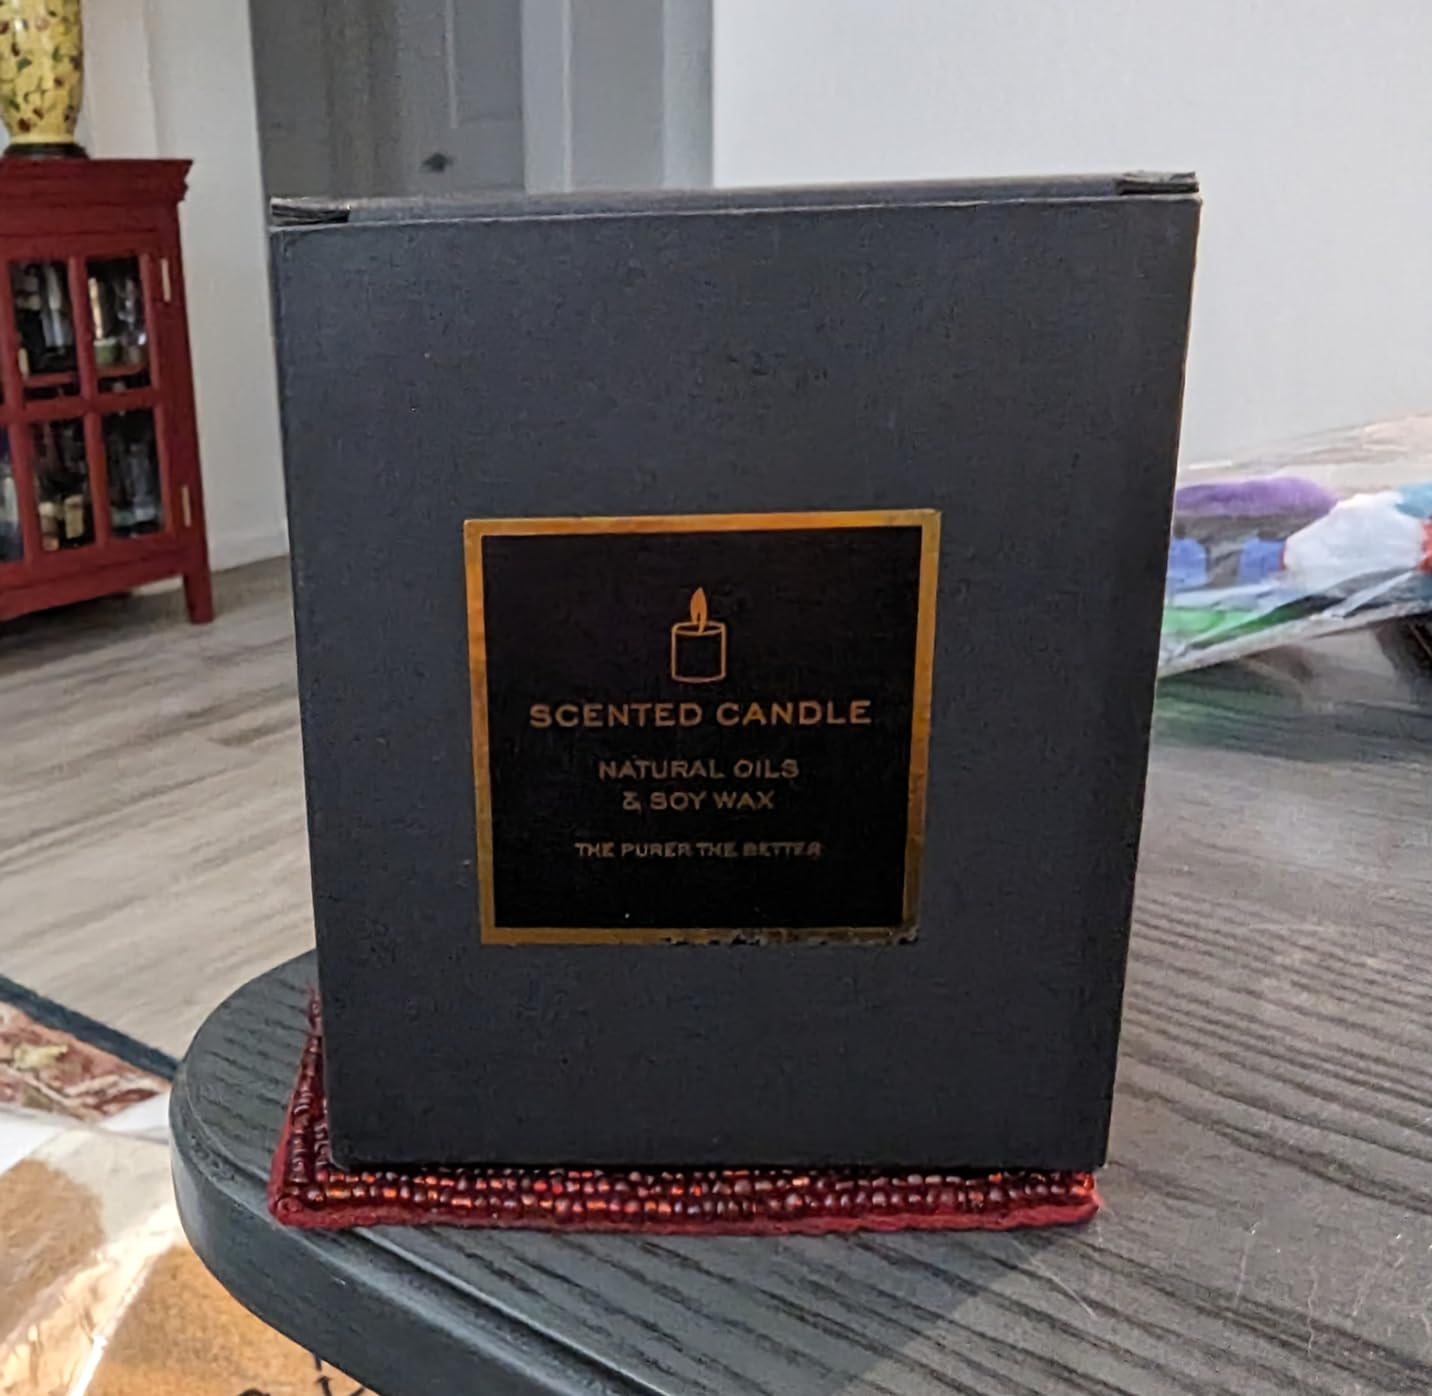 SCENTED CANDLE
NATURAL OILS
& SOY WAX
THE PURER THE BETTER